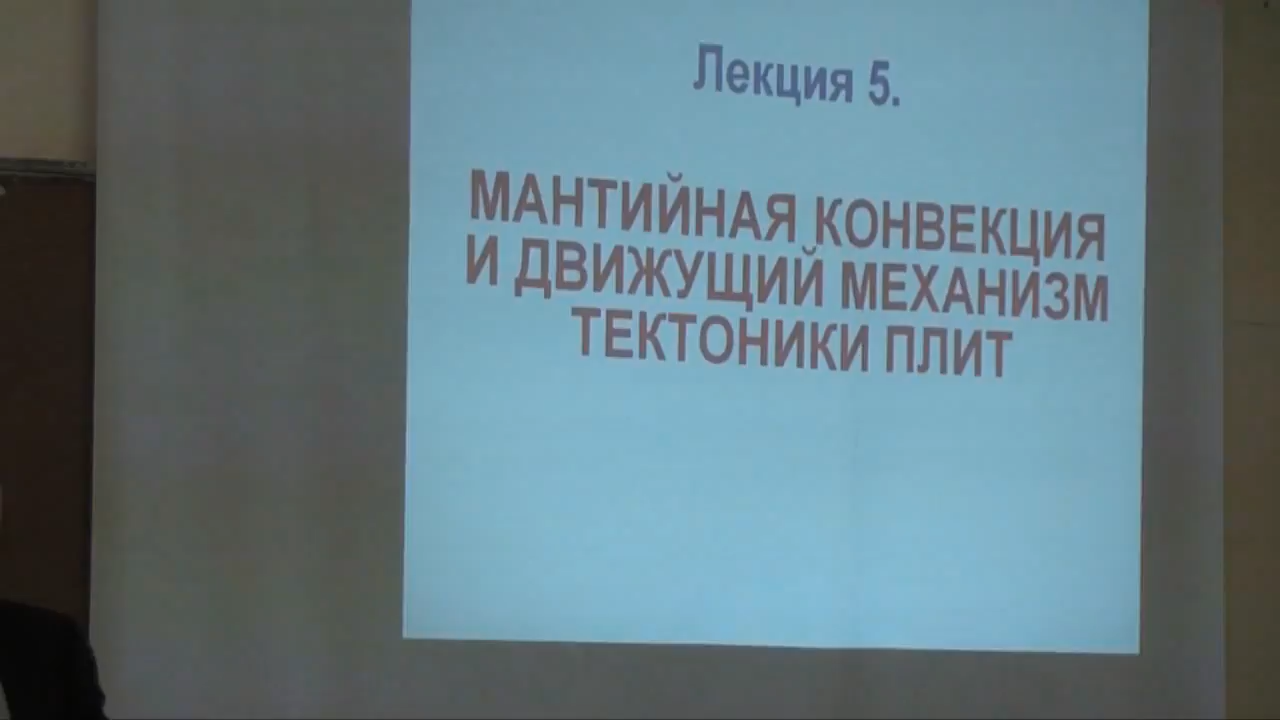 Лекция 5.
МАНТИЙНАЯ КОНВЕКЦИЯ
И ДВИЖУЩИЙ МЕХАНИЗМ
ТЕКТОНИКИ ПЛИТ